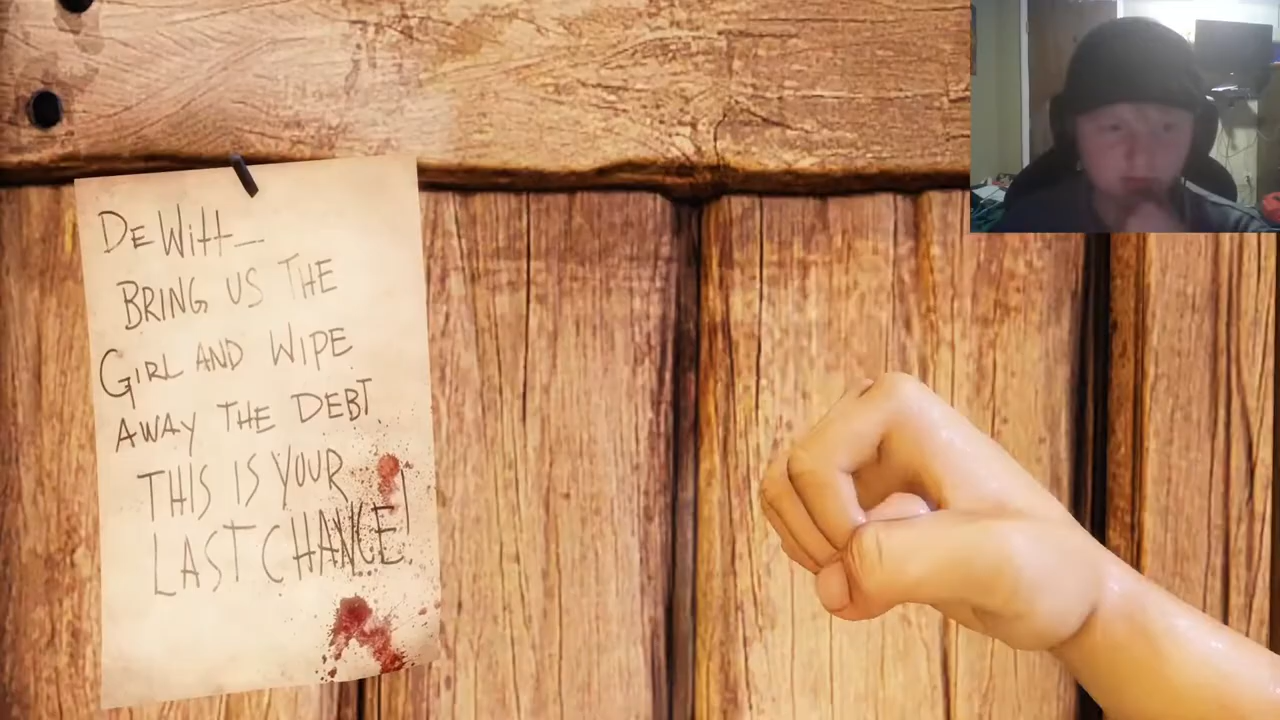 DEWitt—
BRING US THE
GIRL AND WIPE
AWAY THE DEBT.
THIS IS YOUR
LAST CHANCE!